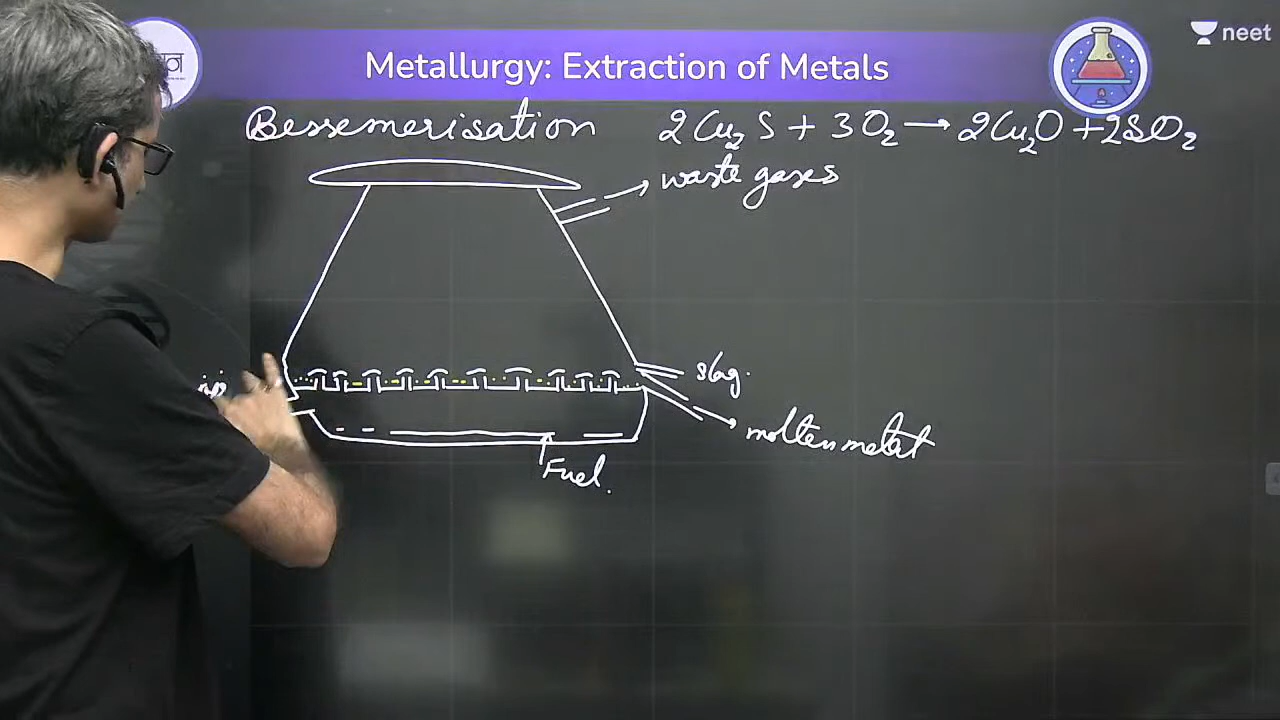 neet
Metallurgy: Extraction of Metals
Bessemerisation 2Cu₂S + 3O₂ → 2Cu₂O + 2SO₂
waste gases
slag.
molten metal
Fuel.